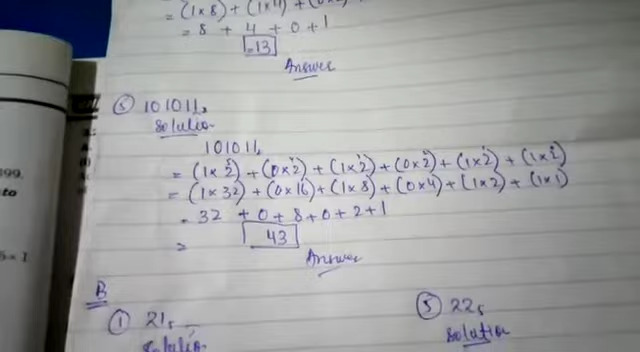 = (1×8) + (1×4) + (0×2)
= 8 + 4 + 0 + 1
= 13
Answer
⑤ 101011₂
Solution
101011₂
= (1×2⁵) + (0×2⁴) + (1×2³) + (0×2²) + (1×2¹) + (1×2⁰)
= (1×32) + (0×16) + (1×8) + (0×4) + (1×2) + (1×1)
= 32 + 0 + 8 + 0 + 2 + 1
= 43
Answer
B
① 21₅
Solution
⑤ 22₅
Solution